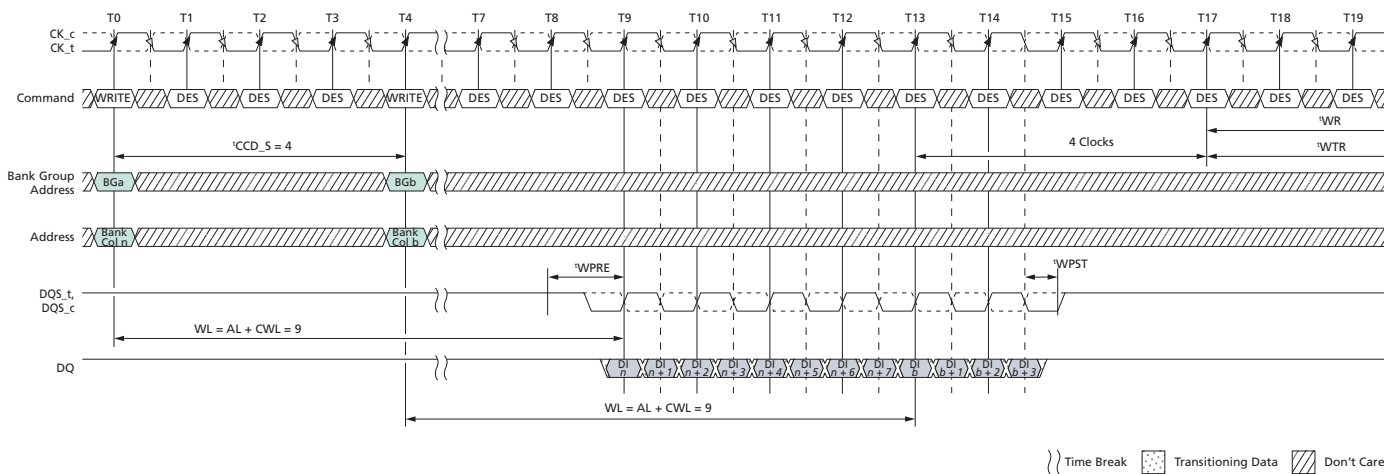 T0 T1 T2 T3 T4 T7 T8 T9 T10 T11 T12 T13 T14 T15 T16 T17 T18 T19
CK_c
CK_t
Command WRITE DES DES DES WRITE DES DES DES DES DES DES DES DES DES DES DES DES DES
tWR
tCCD_S = 4 4 Clocks tWTR
Bank Group
Address BGa BGb
Address Bank
Col n Bank
Col b
tWPRE tWPST
DQS_t,
DQS_c
WL = AL + CWL = 9
DQ DI
n DI
n + 1 DI
n + 2 DI
n + 3 DI
n + 4 DI
n + 5 DI
n + 6 DI
n + 7 DI
b DI
b + 1 DI
b + 2 DI
b + 3
WL = AL + CWL = 9
Time Break Transitioning Data Don't Care